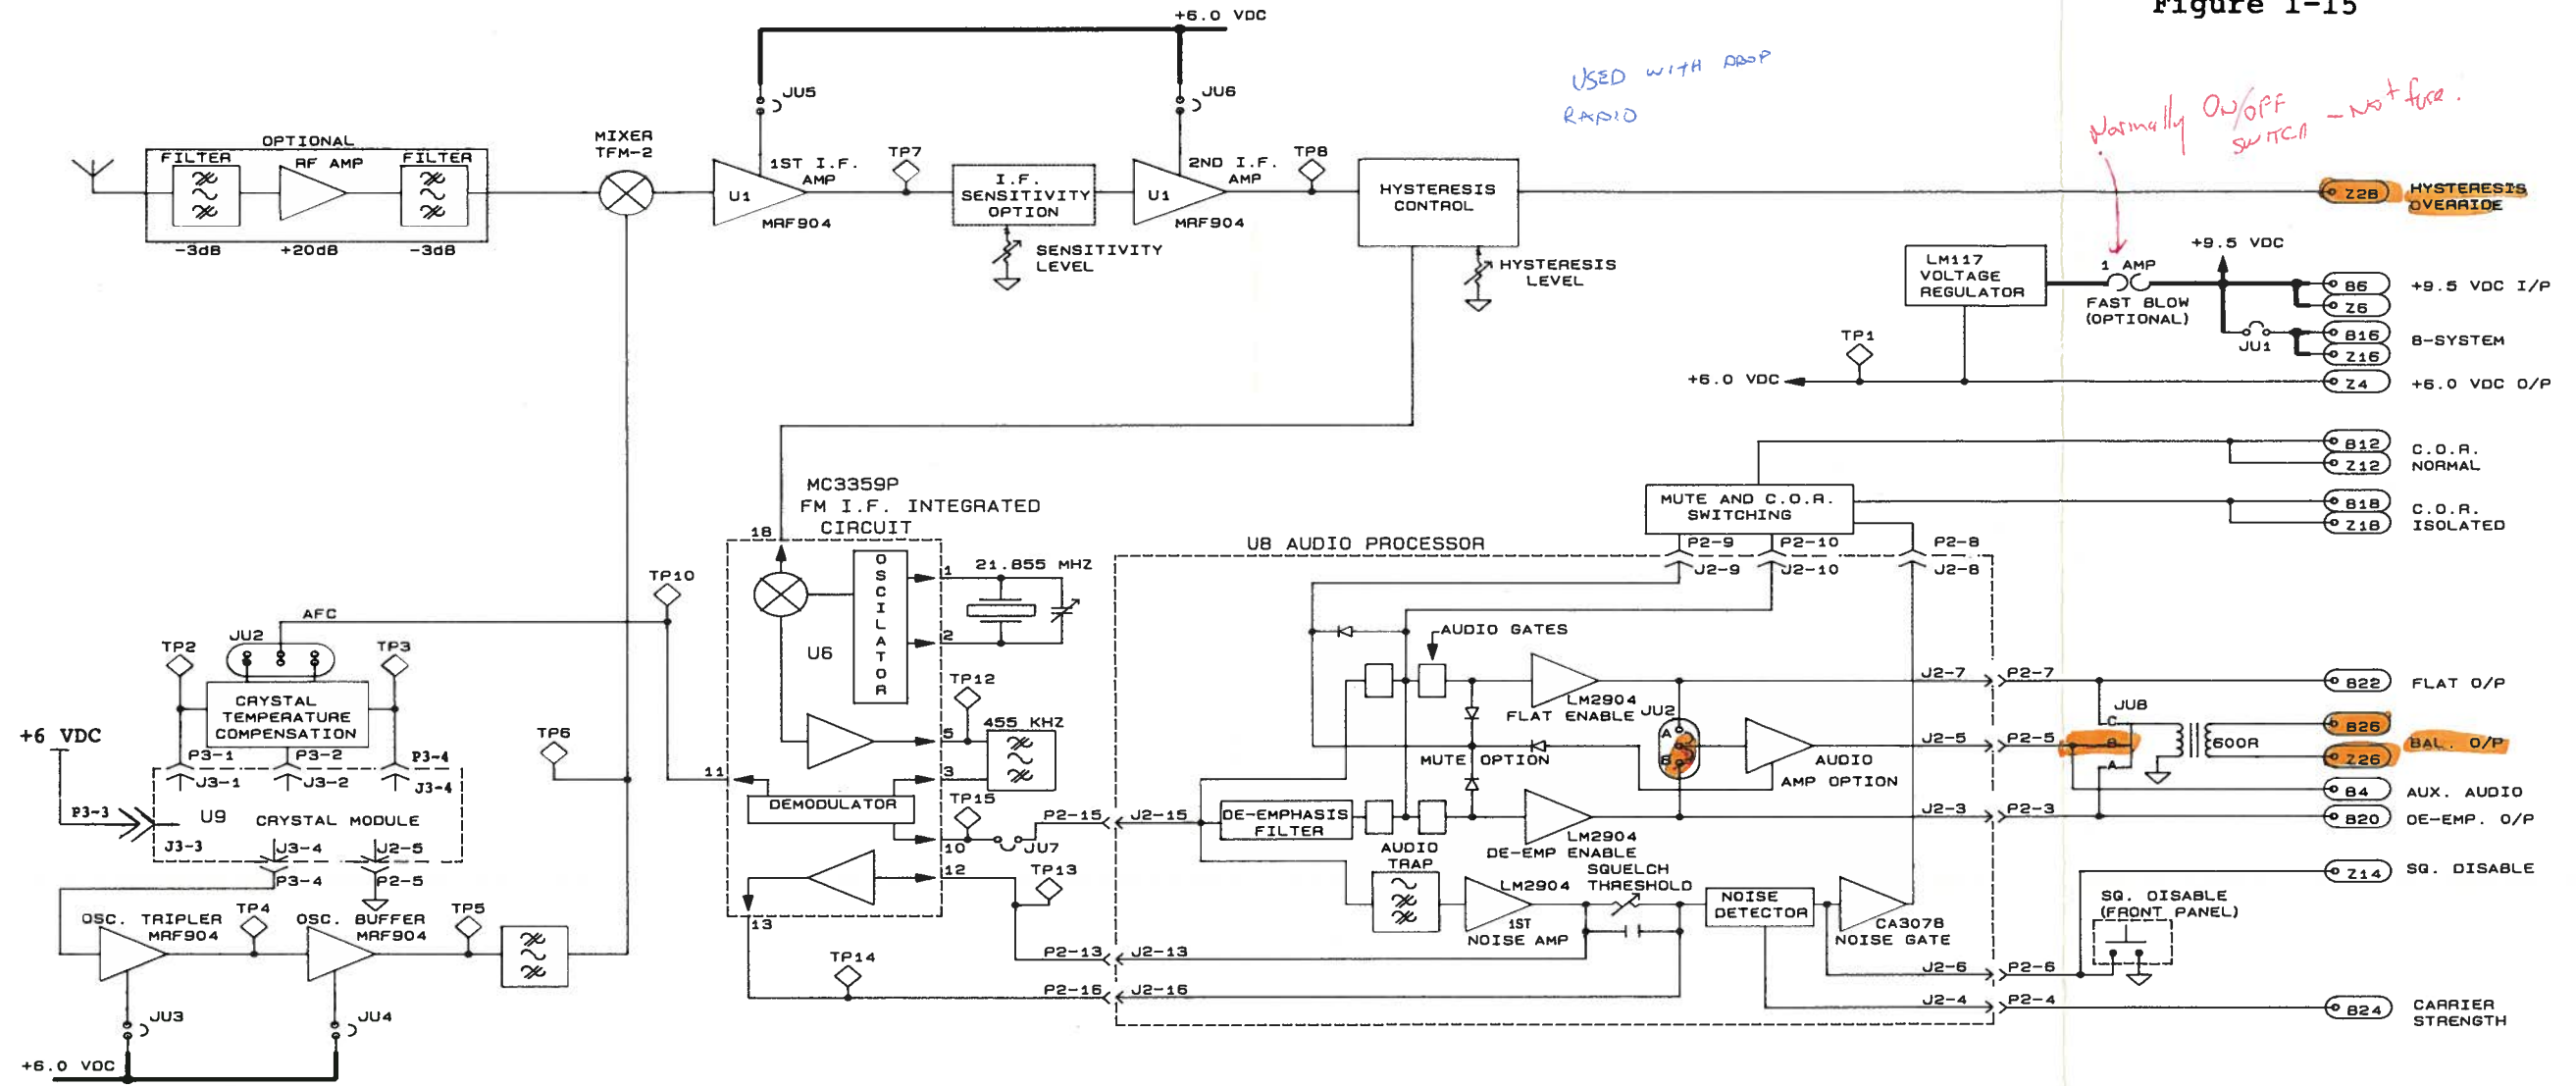 Figure 1-15
+6.0 VDC
USED WITH DROP
RADIO
Normally ON/OFF
SWITCH - Not fuse.
JU5
JU6
OPTIONAL
FILTER
RF AMP
FILTER
-3dB
+20dB
-3dB
MIXER
TFM-2
1ST I.F.
AMP
U1
MRF904
TP7
I.F.
SENSITIVITY
OPTION
SENSITIVITY
LEVEL
2ND I.F.
AMP
U1
MRF904
TP8
HYSTERESIS
CONTROL
HYSTERESIS
LEVEL
Z28
HYSTERESIS
OVERRIDE
LM117
VOLTAGE
REGULATOR
1 AMP
FAST BLOW
(OPTIONAL)
+9.5 VDC
B6
Z6
+9.5 VDC I/P
JU1
B16
Z16
B-SYSTEM
TP1
+6.0 VDC
Z4
+6.0 VDC O/P
B12
Z12
C.O.R.
NORMAL
B18
Z18
C.O.R.
ISOLATED
MUTE AND C.O.R.
SWITCHING
P2-9
P2-10
P2-8
J2-9
J2-10
J2-8
MC3359P
FM I.F. INTEGRATED
CIRCUIT
18
OSCILATOR
U6
1
21.855 MHZ
2
TP12
5
455 KHZ
3
11
DEMODULATOR
TP15
10
JU7
12
TP13
13
TP14
TP10
AFC
JU2
TP2
TP3
CRYSTAL
TEMPERATURE
COMPENSATION
+6 VDC
P3-1
P3-2
P3-4
J3-1
J3-2
J3-4
P3-3
J3-3
U9
CRYSTAL MODULE
J3-4
J2-5
P3-4
P2-5
TP6
OSC. TRIPLER
MRF904
TP4
OSC. BUFFER
MRF904
TP5
JU3
JU4
+6.0 VDC
U8 AUDIO PROCESSOR
AUDIO GATES
LM2904
FLAT ENABLE
JU2
A
B
MUTE OPTION
AUDIO
AMP OPTION
P2-15
J2-15
DE-EMPHASIS
FILTER
LM2904
DE-EMP ENABLE
AUDIO
TRAP
LM2904
1ST
NOISE AMP
SQUELCH
THRESHOLD
NOISE
DETECTOR
CA3078
NOISE GATE
P2-13
J2-13
P2-16
J2-16
J2-7
P2-7
J2-5
P2-5
J2-3
P2-3
J2-6
P2-6
J2-4
P2-4
JU8
C
B
A
600R
B22
FLAT O/P
B26
Z26
BAL. O/P
B4
AUX. AUDIO
B20
DE-EMP. O/P
Z14
SQ. DISABLE
SQ. DISABLE
(FRONT PANEL)
B24
CARRIER
STRENGTH